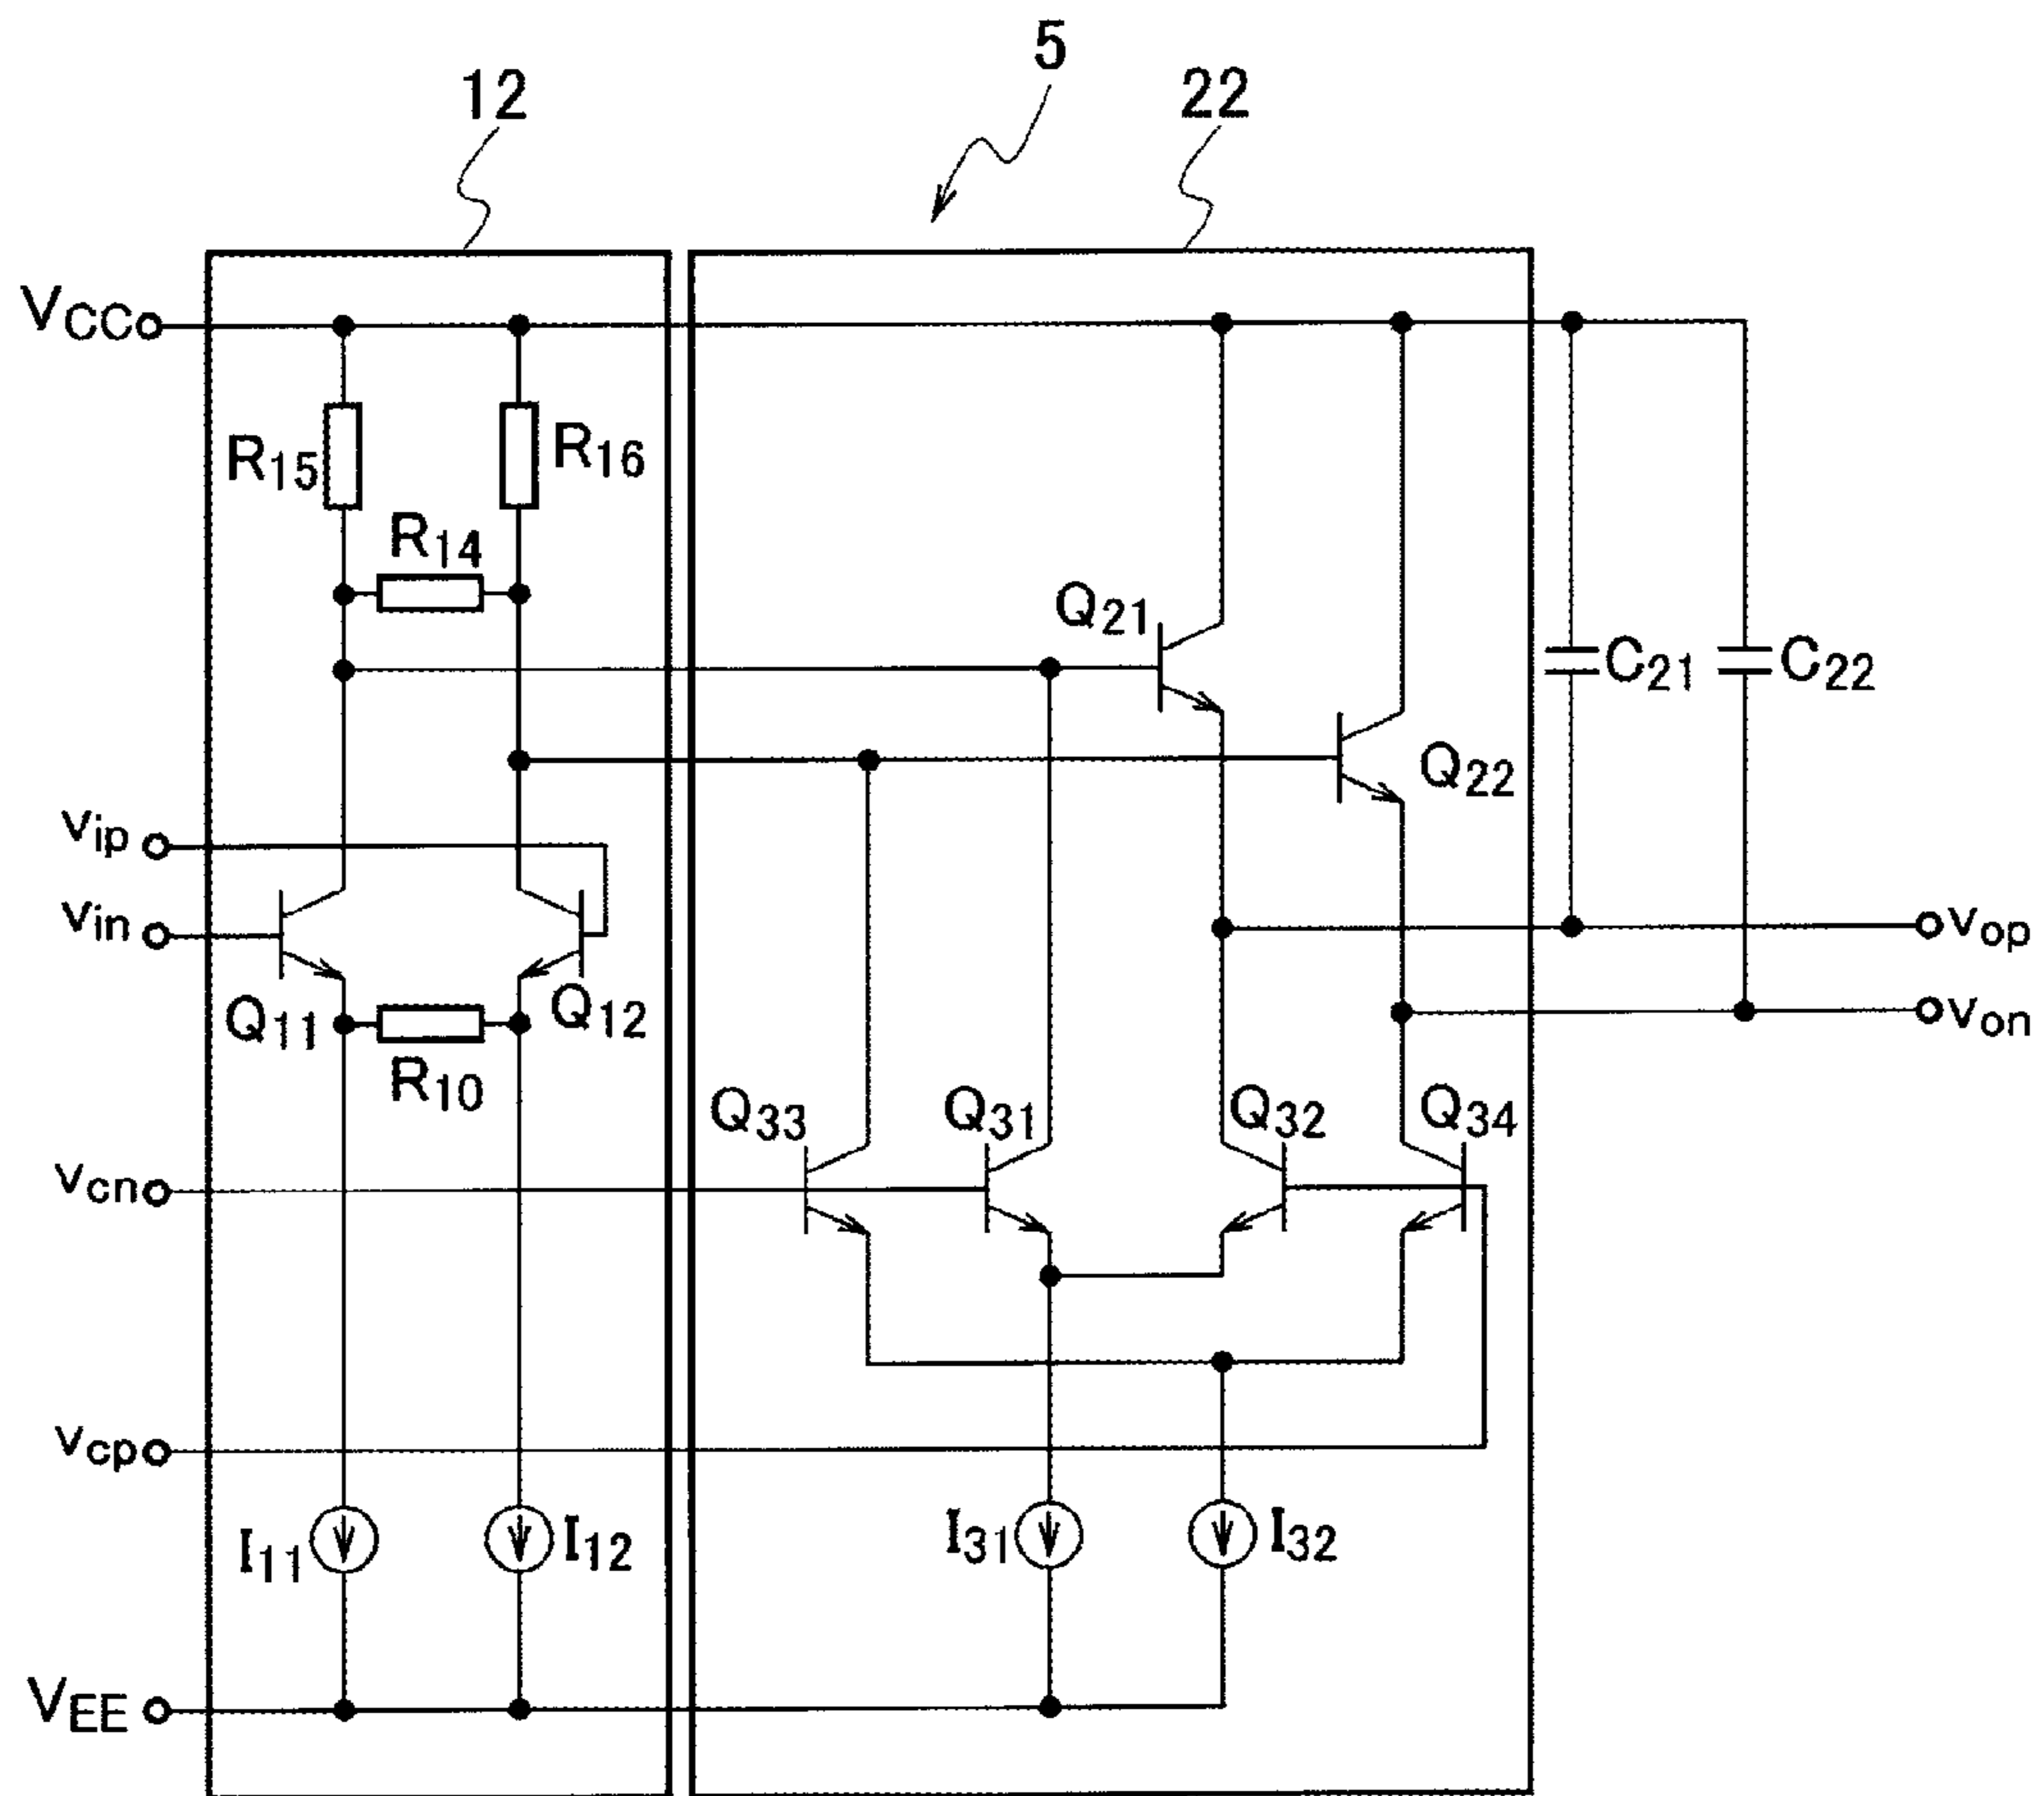 5
12
22
VCC
R15
R16
R14
Q21
C21
C22
Q22
vip
vin
vop
von
Q11
Q12
R10
Q33
Q31
Q32
Q34
vcn
vcp
I11
I12
I31
I32
VEE